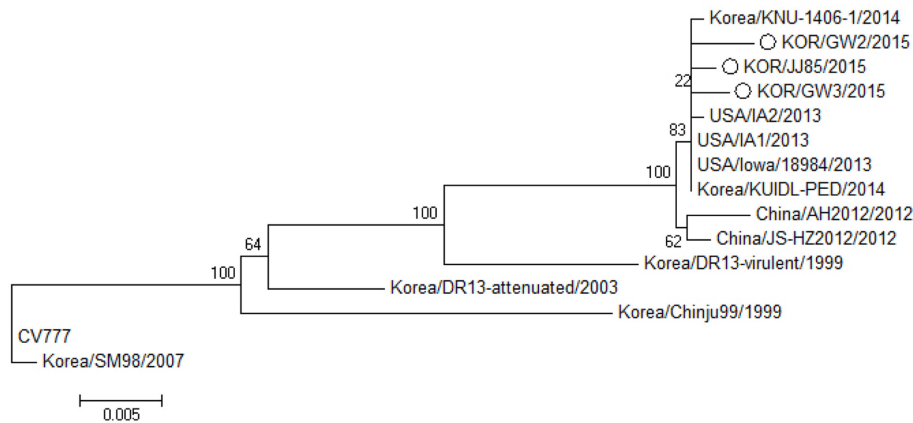 Korea/KNU-1406-1/2014
KOR/GW2/2015
KOR/JJ85/2015
22
KOR/GW3/2015
USA/IA2/2013
83
USA/IA1/2013
USA/Iowa/18984/2013
100
Korea/KUIDL-PED/2014
China/AH2012/2012
100
62
China/JS-HZ2012/2012
64
Korea/DR13-virulent/1999
100
Korea/DR13-attenuated/2003
Korea/Chinju99/1999
CV777
Korea/SM98/2007
0.005